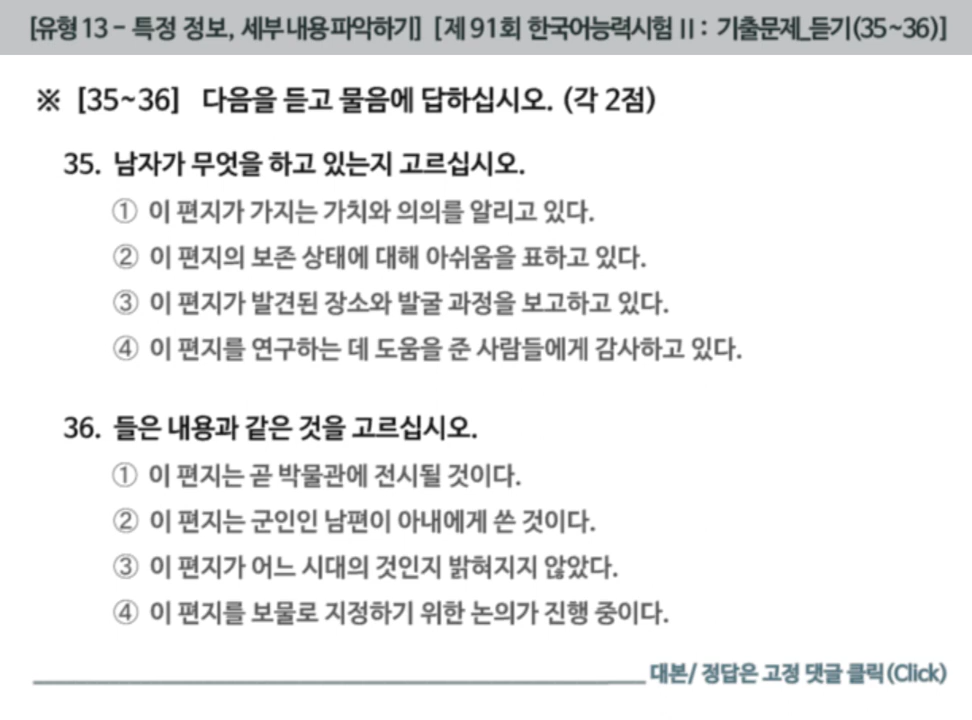 [유형 13 - 특정 정보, 세부 내용 파악하기] [제 91회 한국어능력시험 II : 기출문제_듣기(35~36)]
※ [35~36] 다음을 듣고 물음에 답하십시오. (각 2점)
35. 남자가 무엇을 하고 있는지 고르십시오.
① 이 편지가 가지는 가치와 의의를 알리고 있다.
② 이 편지의 보존 상태에 대해 아쉬움을 표하고 있다.
③ 이 편지가 발견된 장소와 발굴 과정을 보고하고 있다.
④ 이 편지를 연구하는 데 도움을 준 사람들에게 감사하고 있다.
36. 들은 내용과 같은 것을 고르십시오.
① 이 편지는 곧 박물관에 전시될 것이다.
② 이 편지는 군인인 남편이 아내에게 쓴 것이다.
③ 이 편지가 어느 시대의 것인지 밝혀지지 않았다.
④ 이 편지를 보물로 지정하기 위한 논의가 진행 중이다.
대본/ 정답은 고정 댓글 클릭(Click)